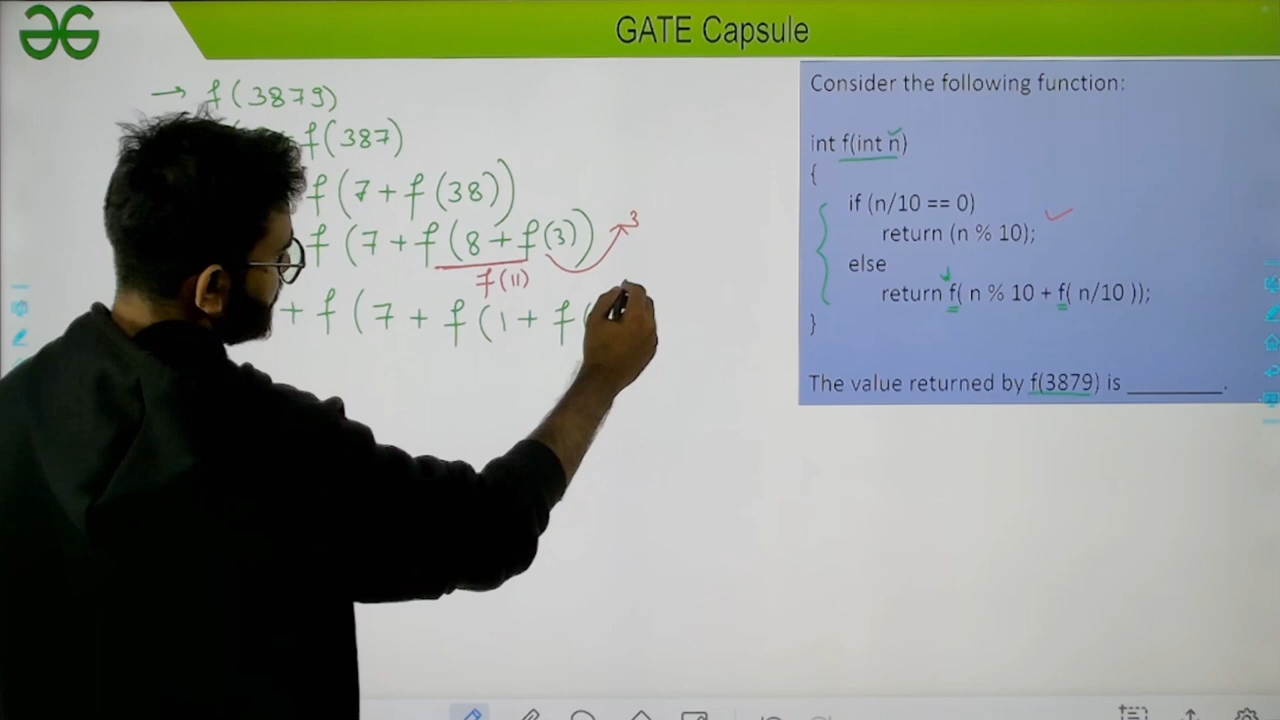 GATE Capsule
→ f(3879)
f(387)
f(7+f(38))
f(7+f(8+f(3)) 3
f(11)
+ f(7+f(1+f(
Consider the following function:
int f(int n)
{
if (n/10 == 0)
return (n % 10);
else
return f( n % 10 + f( n/10 ));
}
The value returned by f(3879) is ________.